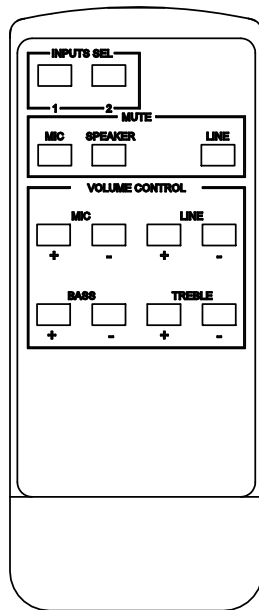 INPUTS SEL
1 2
MUTE
MIC SPEAKER LINE
VOLUME CONTROL
MIC LINE
+ - + -
BASS TREBLE
+ - + -